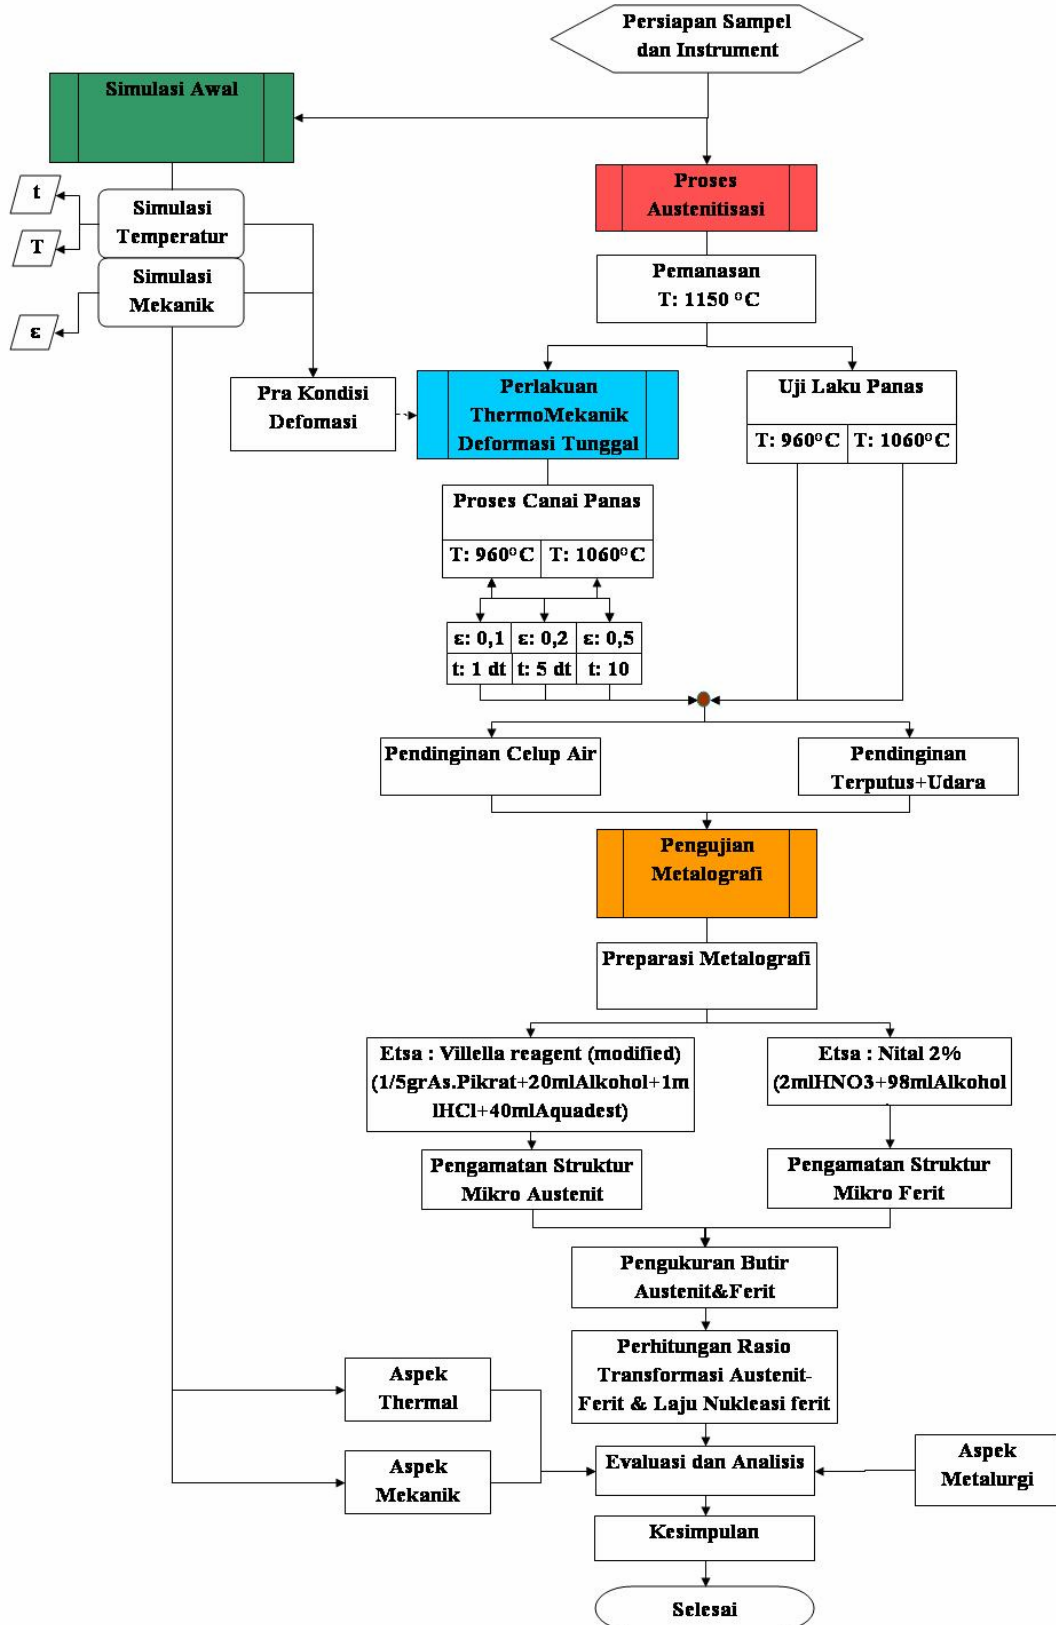 Persiapan Sampel
dan Instrument
Simulasi Awal
t
T
Simulasi
Temperatur
Proses
Austenitisasi
Simulasi
Mekanik
ε
Pemanasan
T: 1150 °C
Pra Kondisi
Defomasi
Perlakuan
ThermoMekanik
Deformasi Tunggal
Uji Laku Panas
T: 960°C
T: 1060°C
Proses Canai Panas
T: 960°C
T: 1060°C
ε: 0,1
ε: 0,2
ε: 0,5
t: 1 dt
t: 5 dt
t: 10
Pendinginan Celup Air
Pendinginan
Terputus+Udara
Pengujian
Metalografi
Preparasi Metalografi
Etsa : Villella reagent (modified)
(1/5grAs.Pikrat+20mlAlkohol+1m
lHCl+40mlAquadest)
Etsa : Nital 2%
(2mlHNO3+98mlAlkohol
Pengamatan Struktur
Mikro Austenit
Pengamatan Struktur
Mikro Ferit
Pengukuran Butir
Austenit&Ferit
Perhitungan Rasio
Transformasi Austenit-
Ferit & Laju Nukleasi ferit
Aspek
Thermal
Aspek
Mekanik
Evaluasi dan Analisis
Aspek
Metalurgi
Kesimpulan
Selesai